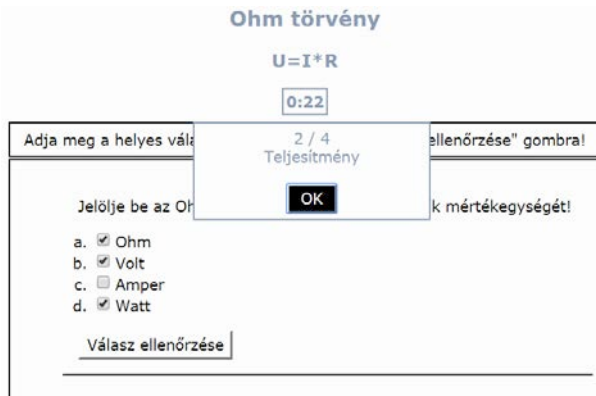 Ohm törvény
U=I*R
0:22
Adja meg a helyes vála ellenőrzése" gombra!
2 / 4
Teljesítmény
OK
Jelölje be az Oh k mértékegységét!
a. Ohm
b. Volt
c. Amper
d. Watt
Válasz ellenőrzése